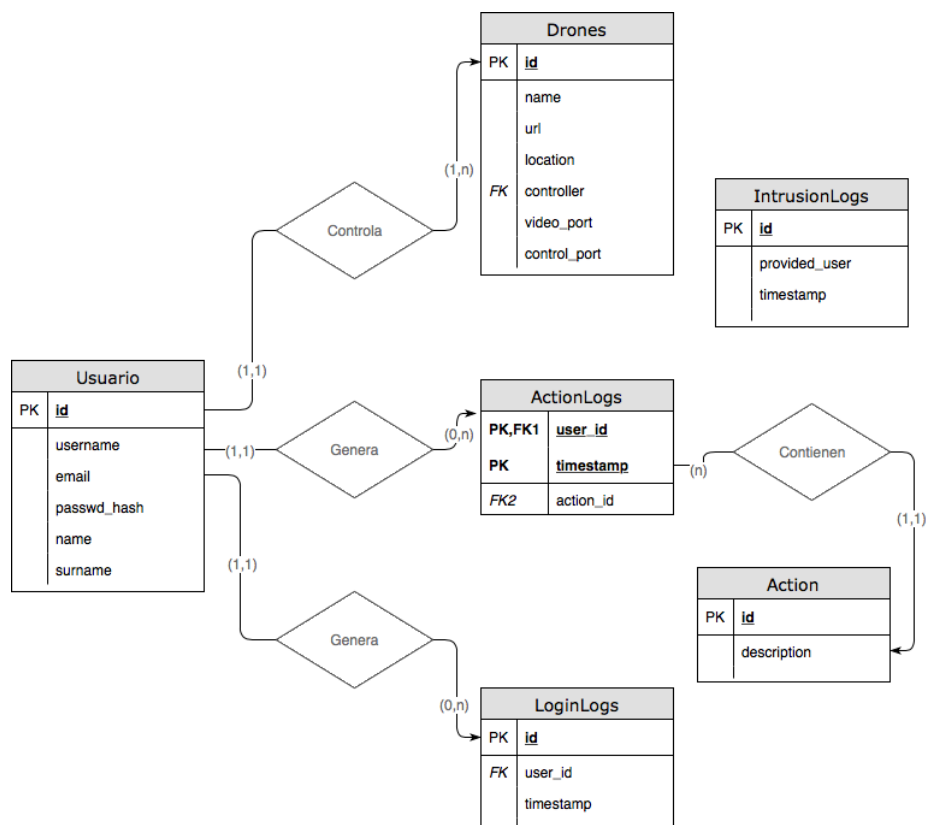 Drones
PK id
name
url
location
FK controller
video_port
control_port
(1,n)
Controla
(1,1)
IntrusionLogs
PK id
provided_user
timestamp
Usuario
PK id
username
email
passwd_hash
name
surname
(1,1)
Genera
(0,n)
ActionLogs
PK,FK1 user_id
PK timestamp
FK2 action_id
(n)
Contienen
(1,1)
Action
PK id
description
(1,1)
Genera
(0,n)
LoginLogs
PK id
FK user_id
timestamp